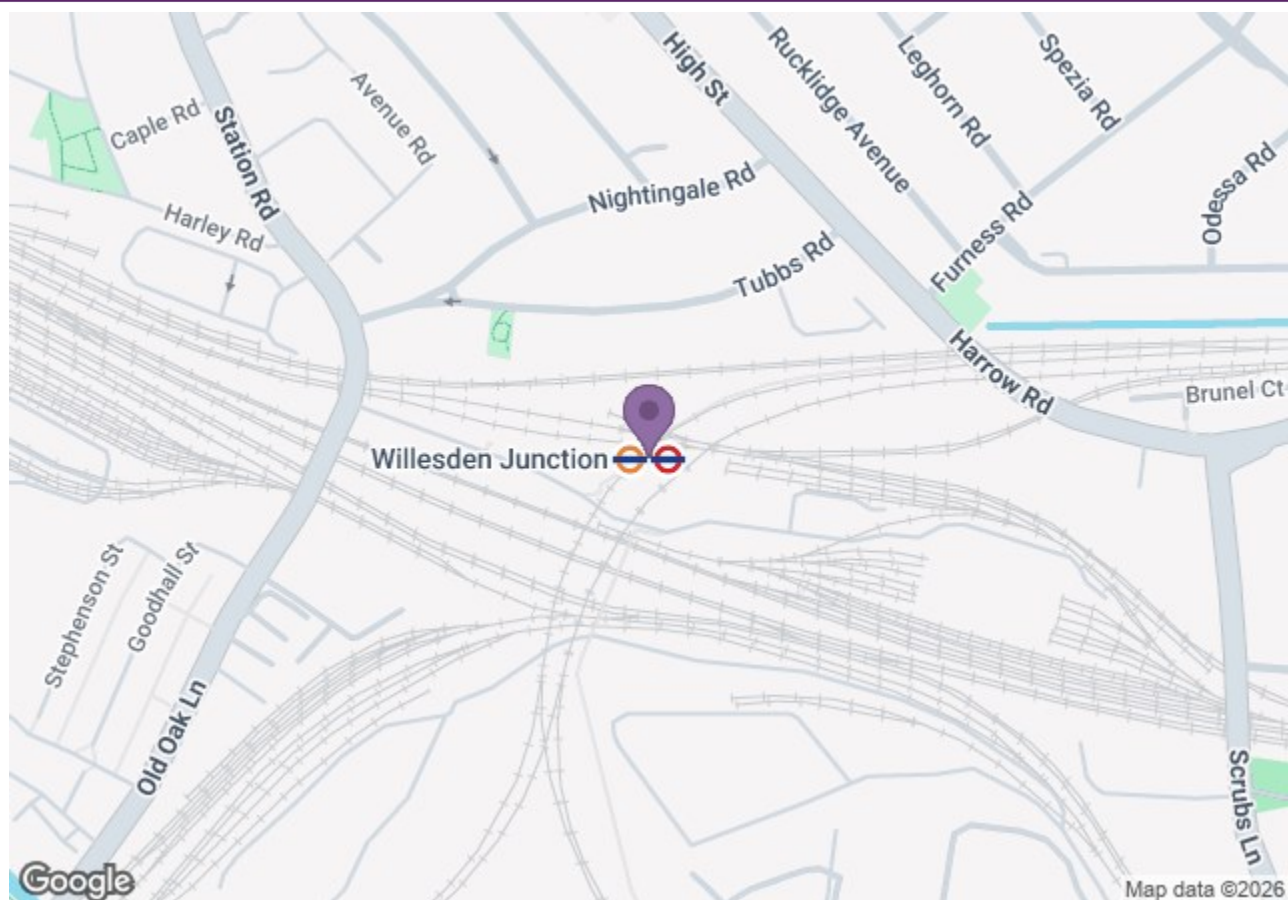 High St
Rucklidge Avenue
Leghorn Rd
Spezia Rd
Avenue Rd
Caple Rd
Station Rd
Nightingale Rd
Odessa Rd
Harley Rd
Furness Rd
Tubbs Rd
Harrow Rd
Brunel Ct
Willesden Junction
Stephenson St
Goodhall St
Old Oak Ln
Scrubs Ln
Google
Map data ©2026